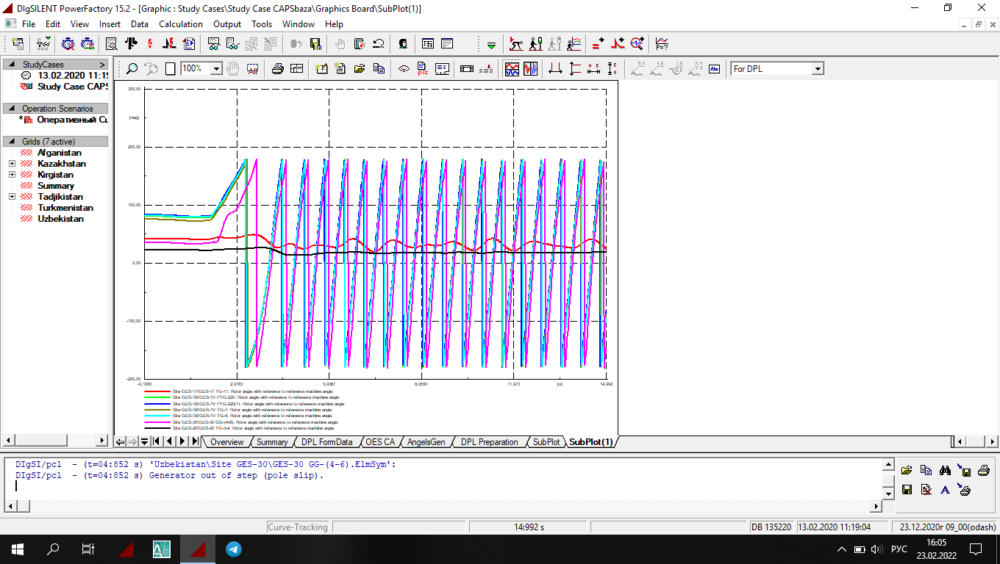 DIgSILENT PowerFactory 15.2 - [Graphic : Study Cases\Study Case CAPSbaza\Graphics Board\SubPlot(1)]
File Edit View Insert Data Calculation Output Tools Window Help
100%
For DPL
StudyCases >
13.02.2020 11:1
Study Case CAPS
Operation Scenarios
Оперативный
Grids (7 active)
Afganistan
Kazakhstan
Kirgistan
Summary
Tadjikistan
Turkmenistan
Uzbekistan
300,00
[deg]
200,00
100,00
0,00
-100,00
-200,00
-0,1000 2,9183 5,9367 8,9550 11,973 [s] 14,992
Site GES-17\GES-17 TG-11: Rotor angle with reference to reference machine angle
Site GES-1B\GES-1V PTG-220: Rotor angle with reference to reference machine angle
Site GES-1B\GES-1V PTG-220(1): Rotor angle with reference to reference machine angle
Site GES-1B\GES-1V TG-7: Rotor angle with reference to reference machine angle
Site GES-1B\GES-1V TG-8: Rotor angle with reference to reference machine angle
Site GES-30\GES-30 GG-(4-6): Rotor angle with reference to reference machine angle
Site GES-20\GES-20 TG-3-4: Rotor angle with reference to reference machine angle
Overview Summary DPL FormData OES CA AngelsGen DPL Preparation SubPlot SubPlot(1)
DIgSI/pcl - (t=04:852 s) 'Uzbekistan\Site GES-30\GES-30 GG-(4-6).ElmSym':
DIgSI/pcl - (t=04:852 s) Generator out of step (pole slip).
Curve-Tracking 14:992 s DB 135220 13.02.2020 11:19:04 23.12.2020г 09_00(odash)
РУС
16:05
23.02.2022